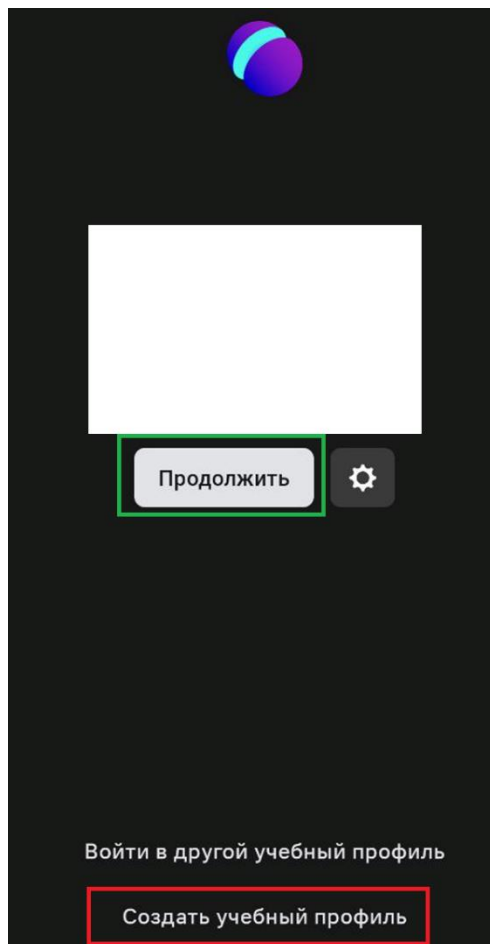 Продолжить
Войти в другой учебный профиль
Создать учебный профиль